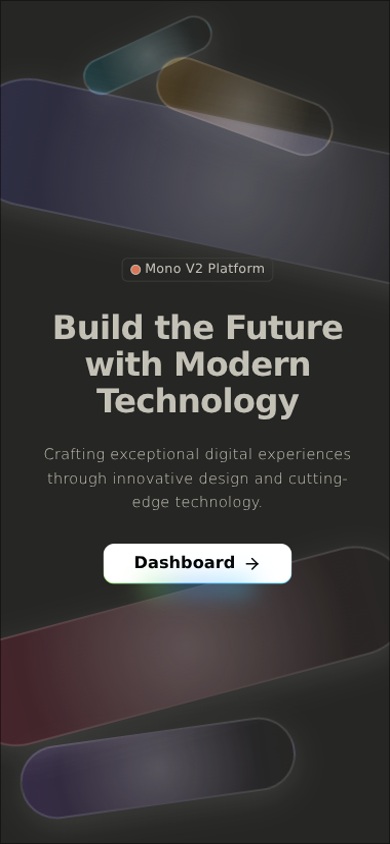 Mono V2 Platform
Build the Future
with Modern
Technology
Crafting exceptional digital experiences
through innovative design and cutting-
edge technology.
Dashboard →